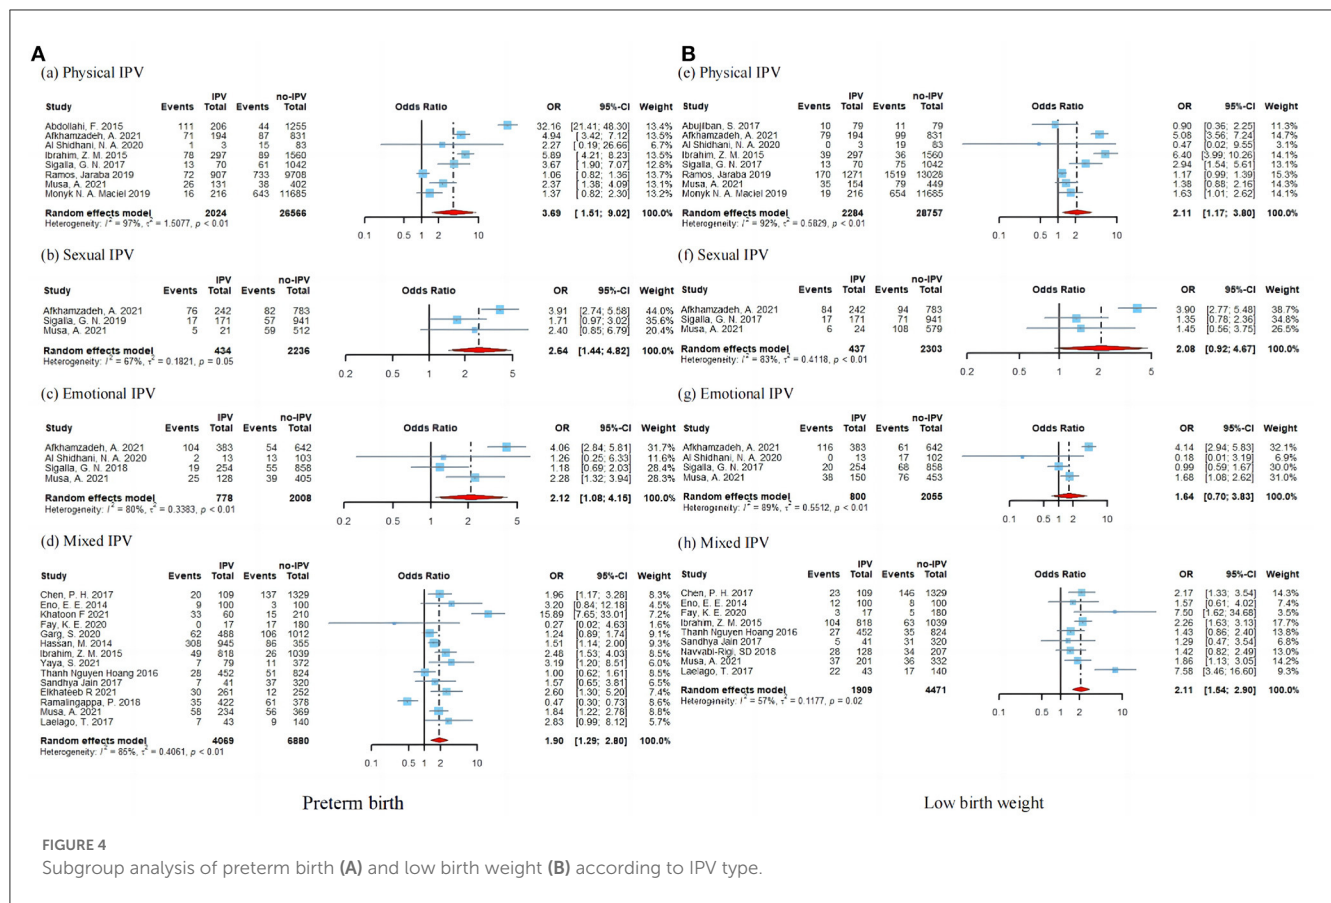 A
(a) Physical IPV
IPV no-IPV
Study Events Total Events Total Odds Ratio OR 95%-CI Weight
Abdollahi, F. 2015 111 206 44 1255 32.16 [21.41; 48.30] 13.4%
Afkhamzadeh, A. 2021 71 194 87 831 4.94 [ 3.42; 7.12] 13.5%
Al Shidhani, N. A. 2020 1 3 15 83 2.27 [ 0.19; 26.66] 6.7%
Ibrahim, Z. M. 2015 78 297 89 1560 5.89 [ 4.21; 8.23] 13.5%
Sigalla, G. N. 2017 13 70 61 1042 3.67 [ 1.90; 7.07] 12.9%
Ramos, Jaraba 2019 72 907 733 9708 1.06 [ 0.82; 1.36] 13.6%
Musa, A. 2021 26 131 38 402 2.37 [ 1.38; 4.09] 13.1%
Monyk N A. Maciel 2019 16 216 643 11685 1.37 [ 0.82; 2.30] 13.2%
Random effects model 2024 26566 3.69 [ 1.51; 9.02] 100.0%
Heterogeneity: I² = 97%, τ² = 1.5077, p < 0.01
0.1 0.5 1 2 10
(b) Sexual IPV
IPV no-IPV
Study Events Total Events Total Odds Ratio OR 95%-CI Weight
Afkhamzadeh, A. 2021 76 242 82 783 3.91 [2.74; 5.58] 44.0%
Sigalla, G. N. 2019 17 171 57 941 1.71 [0.97; 3.02] 35.6%
Musa, A. 2021 5 21 59 512 2.40 [0.85; 6.79] 20.4%
Random effects model 434 2236 2.64 [1.44; 4.82] 100.0%
Heterogeneity: I² = 67%, τ² = 0.1821, p = 0.05
0.2 0.5 1 2 5
(c) Emotional IPV
IPV no-IPV
Study Events Total Events Total Odds Ratio OR 95%-CI Weight
Afkhamzadeh, A. 2021 104 383 54 642 4.06 [2.84; 5.81] 31.7%
Al Shidhani, N. A. 2020 2 13 13 103 1.26 [0.25; 6.33] 11.6%
Sigalla, G. N. 2018 19 254 55 858 1.18 [0.69; 2.03] 28.4%
Musa, A. 2021 25 128 39 405 2.28 [1.32; 3.94] 28.3%
Random effects model 778 2008 2.12 [1.08; 4.15] 100.0%
Heterogeneity: I² = 80%, τ² = 0.3383, p < 0.01
0.2 0.5 1 2 5
(d) Mixed IPV
IPV no-IPV
Study Events Total Events Total Odds Ratio OR 95%-CI Weight
Chen, P. H. 2017 20 109 137 1329 1.96 [1.17; 3.28] 8.3%
Eno, E. E. 2014 9 100 3 100 3.20 [0.84; 12.18] 4.6%
Khatoon F 2021 33 60 15 210 15.89 [7.65; 33.01] 7.2%
Fay, K. E. 2020 0 17 17 180 0.27 [0.02; 4.63] 1.6%
Garg, S. 2020 62 488 106 1012 1.24 [0.89; 1.74] 9.1%
Hassan, M. 2014 308 945 86 355 1.51 [1.14; 2.00] 9.3%
Ibrahim, Z. M. 2015 49 818 26 1039 2.48 [1.53; 4.03] 8.5%
Yaya, S. 2021 7 79 11 372 3.19 [1.20; 8.51] 6.0%
Thanh Nguyen Hoang 2016 28 452 51 824 1.00 [0.62; 1.61] 8.5%
Sandhya Jain 2017 7 41 37 320 1.57 [0.65; 3.81] 6.4%
Elkhateeb R 2021 30 261 12 252 2.60 [1.30; 5.20] 7.4%
Ramalingappa, P. 2018 35 422 61 378 0.47 [0.30; 0.73] 8.6%
Musa, A. 2021 58 234 56 369 1.84 [1.22; 2.78] 8.8%
Laelago, T. 2017 7 43 9 140 2.83 [0.99; 8.12] 5.7%
Random effects model 4069 6880 1.90 [1.29; 2.80] 100.0%
Heterogeneity: I² = 85%, τ² = 0.4061, p < 0.01
0.1 0.5 1 2 10
Preterm birth
B
(e) Physical IPV
IPV no-IPV
Study Events Total Events Total Odds Ratio OR 95%-CI Weight
Abujilban, S. 2017 10 79 11 79 0.90 [0.36; 2.25] 11.3%
Afkhamzadeh, A. 2021 79 194 99 831 5.08 [3.56; 7.24] 14.7%
Al Shidhani, N. A. 2020 0 3 19 83 0.47 [0.02; 9.55] 3.1%
Ibrahim, Z. M. 2015 39 297 36 1560 6.40 [3.99; 10.26] 14.1%
Sigalla, G. N. 2017 13 70 75 1042 2.94 [1.54; 5.61] 13.0%
Ramos, Jaraba 2019 170 1271 1519 13028 1.17 [0.99; 1.39] 15.4%
Musa, A. 2021 35 154 79 449 1.38 [0.88; 2.16] 14.3%
Monyk N A. Maciel 2019 19 216 654 11685 1.63 [1.01; 2.62] 14.1%
Random effects model 2284 28757 2.11 [1.17; 3.80] 100.0%
Heterogeneity: I² = 92%, τ² = 0.5829, p < 0.01
0.1 0.5 1 2 10
(f) Sexual IPV
IPV no-IPV
Study Events Total Events Total Odds Ratio OR 95%-CI Weight
Afkhamzadeh, A. 2021 84 242 94 783 3.90 [2.77; 5.48] 38.7%
Sigalla, G. N. 2017 17 171 71 941 1.35 [0.78; 2.36] 34.8%
Musa, A. 2021 6 24 108 579 1.45 [0.56; 3.75] 26.5%
Random effects model 437 2303 2.08 [0.92; 4.67] 100.0%
Heterogeneity: I² = 83%, τ² = 0.4118, p < 0.01
0.2 0.5 1 2 5
(g) Emotional IPV
IPV no-IPV
Study Events Total Events Total Odds Ratio OR 95%-CI Weight
Afkhamzadeh, A. 2021 116 383 61 642 4.14 [2.94; 5.83] 32.1%
Al Shidhani, N. A. 2020 0 13 17 102 0.18 [0.01; 3.19] 6.9%
Sigalla, G. N. 2017 20 254 68 858 0.99 [0.59; 1.67] 30.0%
Musa, A. 2021 38 150 76 453 1.68 [1.08; 2.62] 31.0%
Random effects model 800 2055 1.64 [0.70; 3.83] 100.0%
Heterogeneity: I² = 89%, τ² = 0.5512, p < 0.01
0.1 0.5 1 2 10
(h) Mixed IPV
IPV no-IPV
Study Events Total Events Total Odds Ratio OR 95%-CI Weight
Chen, P. H. 2017 23 109 146 1329 2.17 [1.33; 3.54] 14.3%
Eno, E. E. 2014 12 100 8 100 1.57 [0.61; 4.02] 7.4%
Fay, K. E. 2020 3 17 5 180 7.50 [1.62; 34.68] 3.5%
Ibrahim, Z. M. 2015 104 818 63 1039 2.26 [1.63; 3.13] 17.7%
Thanh Nguyen Hoang 2016 27 452 35 824 1.43 [0.86; 2.40] 13.8%
Sandhya Jain 2017 5 41 31 320 1.29 [0.47; 3.54] 6.8%
Navvabi-Rigi, SD 2018 28 128 34 207 1.42 [0.82; 2.49] 13.0%
Musa, A. 2021 37 201 36 332 1.86 [1.13; 3.05] 14.2%
Laelago, T. 2017 22 43 17 140 7.58 [3.46; 16.60] 9.3%
Random effects model 1909 4471 2.11 [1.54; 2.90] 100.0%
Heterogeneity: I² = 57%, τ² = 0.1177, p = 0.02
0.1 0.5 1 2 10
Low birth weight
FIGURE 4
Subgroup analysis of preterm birth (A) and low birth weight (B) according to IPV type.